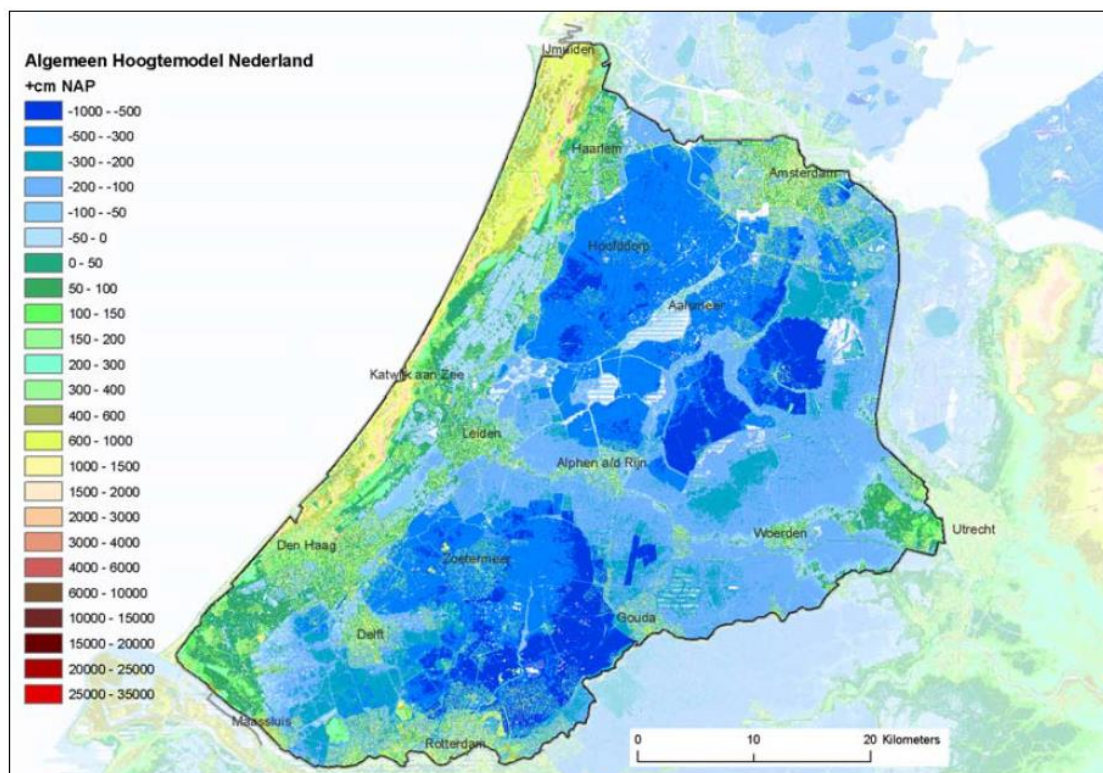 Algemeen Hoogtemodel Nederland
+cm NAP
-1000 - -500
-500 - -300
-300 - -200
-200 - -100
-100 - -50
-50 - 0
0 - 50
50 - 100
100 - 150
150 - 200
200 - 300
300 - 400
400 - 600
600 - 1000
1000 - 1500
1500 - 2000
2000 - 3000
3000 - 4000
4000 - 6000
6000 - 10000
10000 - 15000
15000 - 20000
20000 - 25000
25000 - 35000
IJmuiden
Haarlem
Amsterdam
Hoofddorp
Aalsmeer
Katwijk aan Zee
Leiden
Alphen a/d Rijn
Woerden
Utrecht
Den Haag
Zoetermeer
Gouda
Delft
Maassluis
Rotterdam
0 10 20 Kilometers